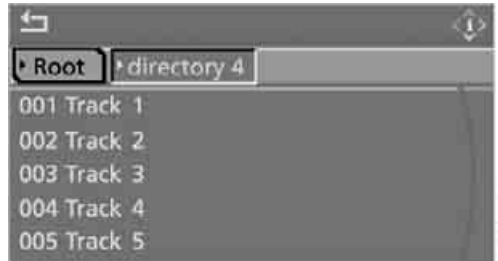 Root directory 4
001 Track 1
002 Track 2
003 Track 3
004 Track 4
005 Track 5